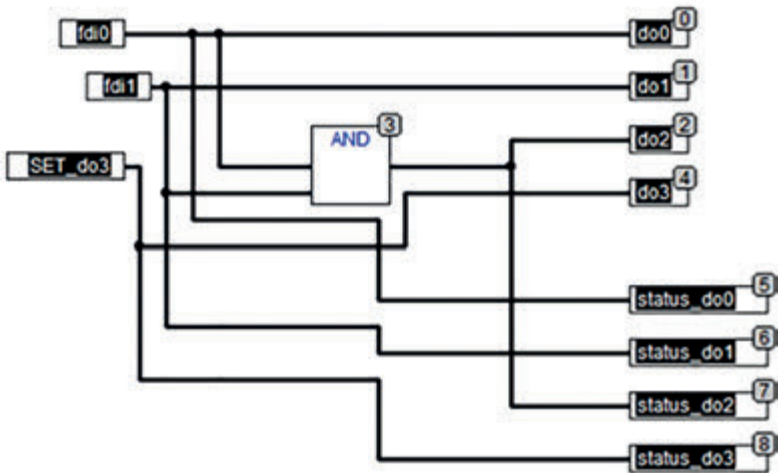 0
fdi0 do0
1
fdi1 do1
AND 3 2
do2
SET_do3 4
do3
5
status_do0
6
status_do1
7
status_do2
8
status_do3